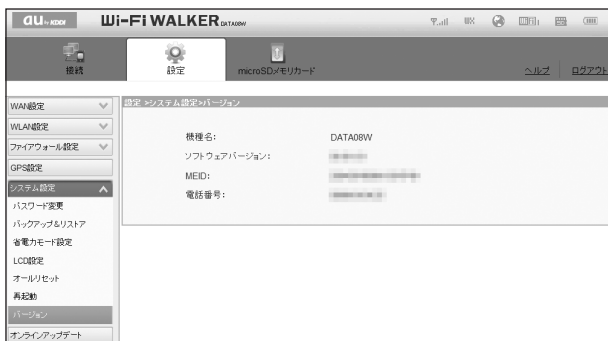 au by KDDI Wi-Fi WALKER DATA08W
接続 設定 microSDメモリカード ヘルプ ログアウト
WAN設定
WLAN設定
ファイアウォール設定
GPS設定
システム設定
パスワード変更
バックアップ&リストア
省電力モード設定
LCD設定
オールリセット
再起動
バージョン
オンラインアップデート
設定 >システム設定>バージョン
機種名: DATA08W
ソフトウェアバージョン:
MEID:
電話番号: